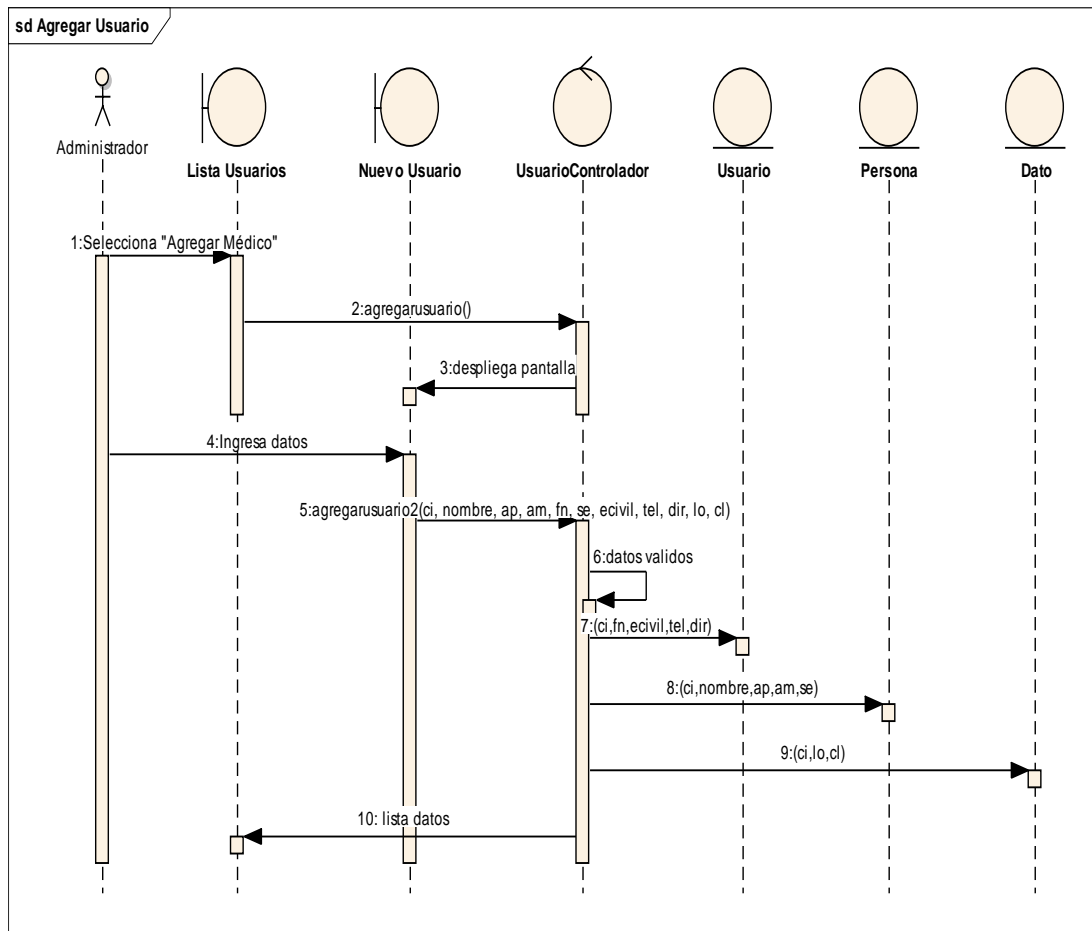 sd Agregar Usuario
Administrador
Lista Usuarios
Nuevo Usuario
UsuarioControlador
Usuario
Persona
Dato
1:Selecciona "Agregar Médico"
2:agregarusuario()
3:despliega pantalla
4:Ingresa datos
5:agregarusuario2(ci, nombre, ap, am, fn, se, ecivil, tel, dir, lo, cl)
6:datos validos
7:(ci,fn,ecivil,tel,dir)
8:(ci,nombre,ap,am,se)
9:(ci,lo,cl)
10: lista datos